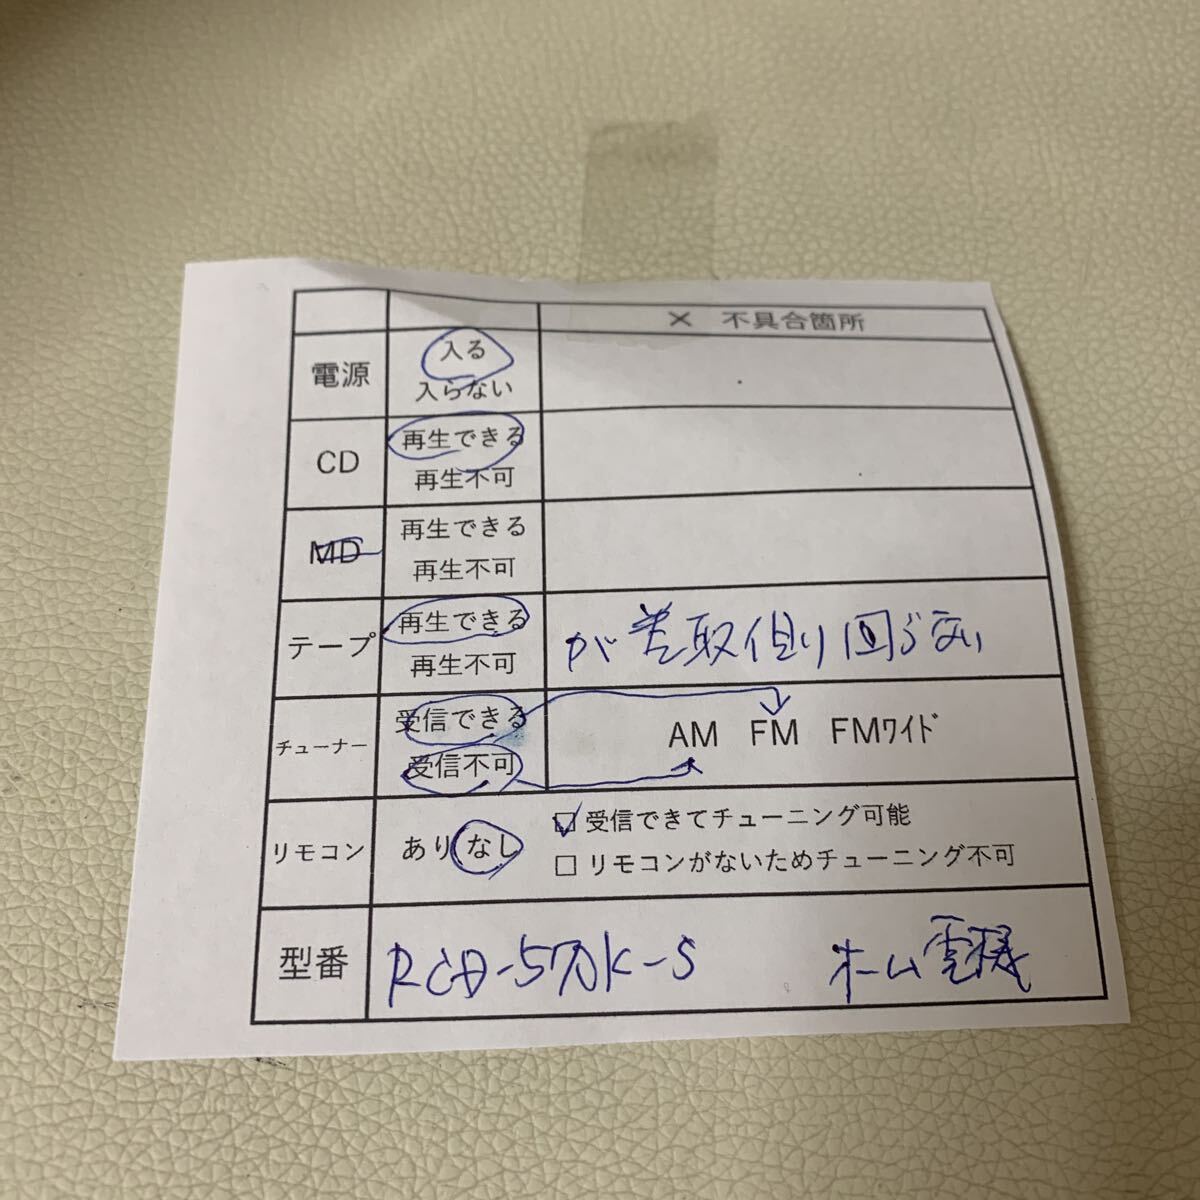 × 不具合箇所
電源
入る
入らない
CD
再生できる
再生不可
MD
再生できる
再生不可
テープ
再生できる
再生不可
が 巻取側り 回らない
チューナー
受信できる
受信不可
AM FM FMワイド
リモコン
あり なし
受信できてチューニング可能
リモコンがないためチューニング不可
型番
RCD-570K-S
ホーム電様